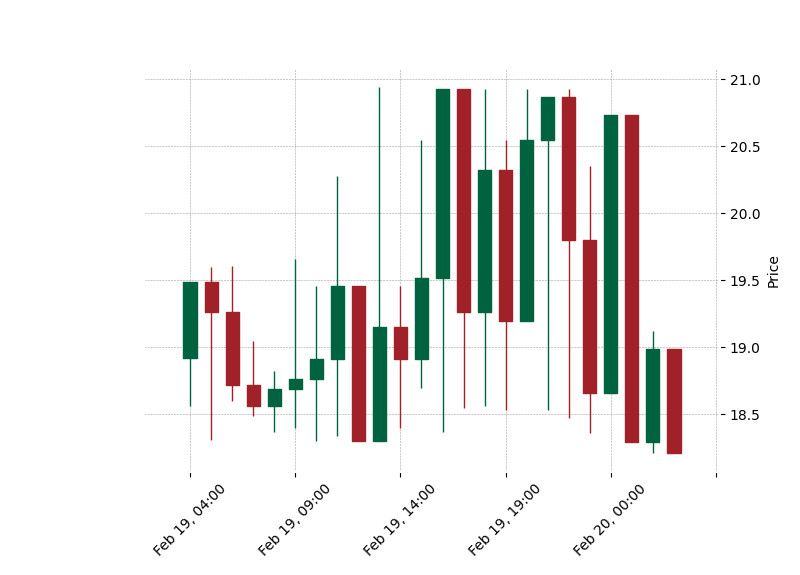 21.0
20.5
20.0
19.5
19.0
18.5
Price
Feb 19, 04:00
Feb 19, 09:00
Feb 19, 14:00
Feb 19, 19:00
Feb 20, 00:00